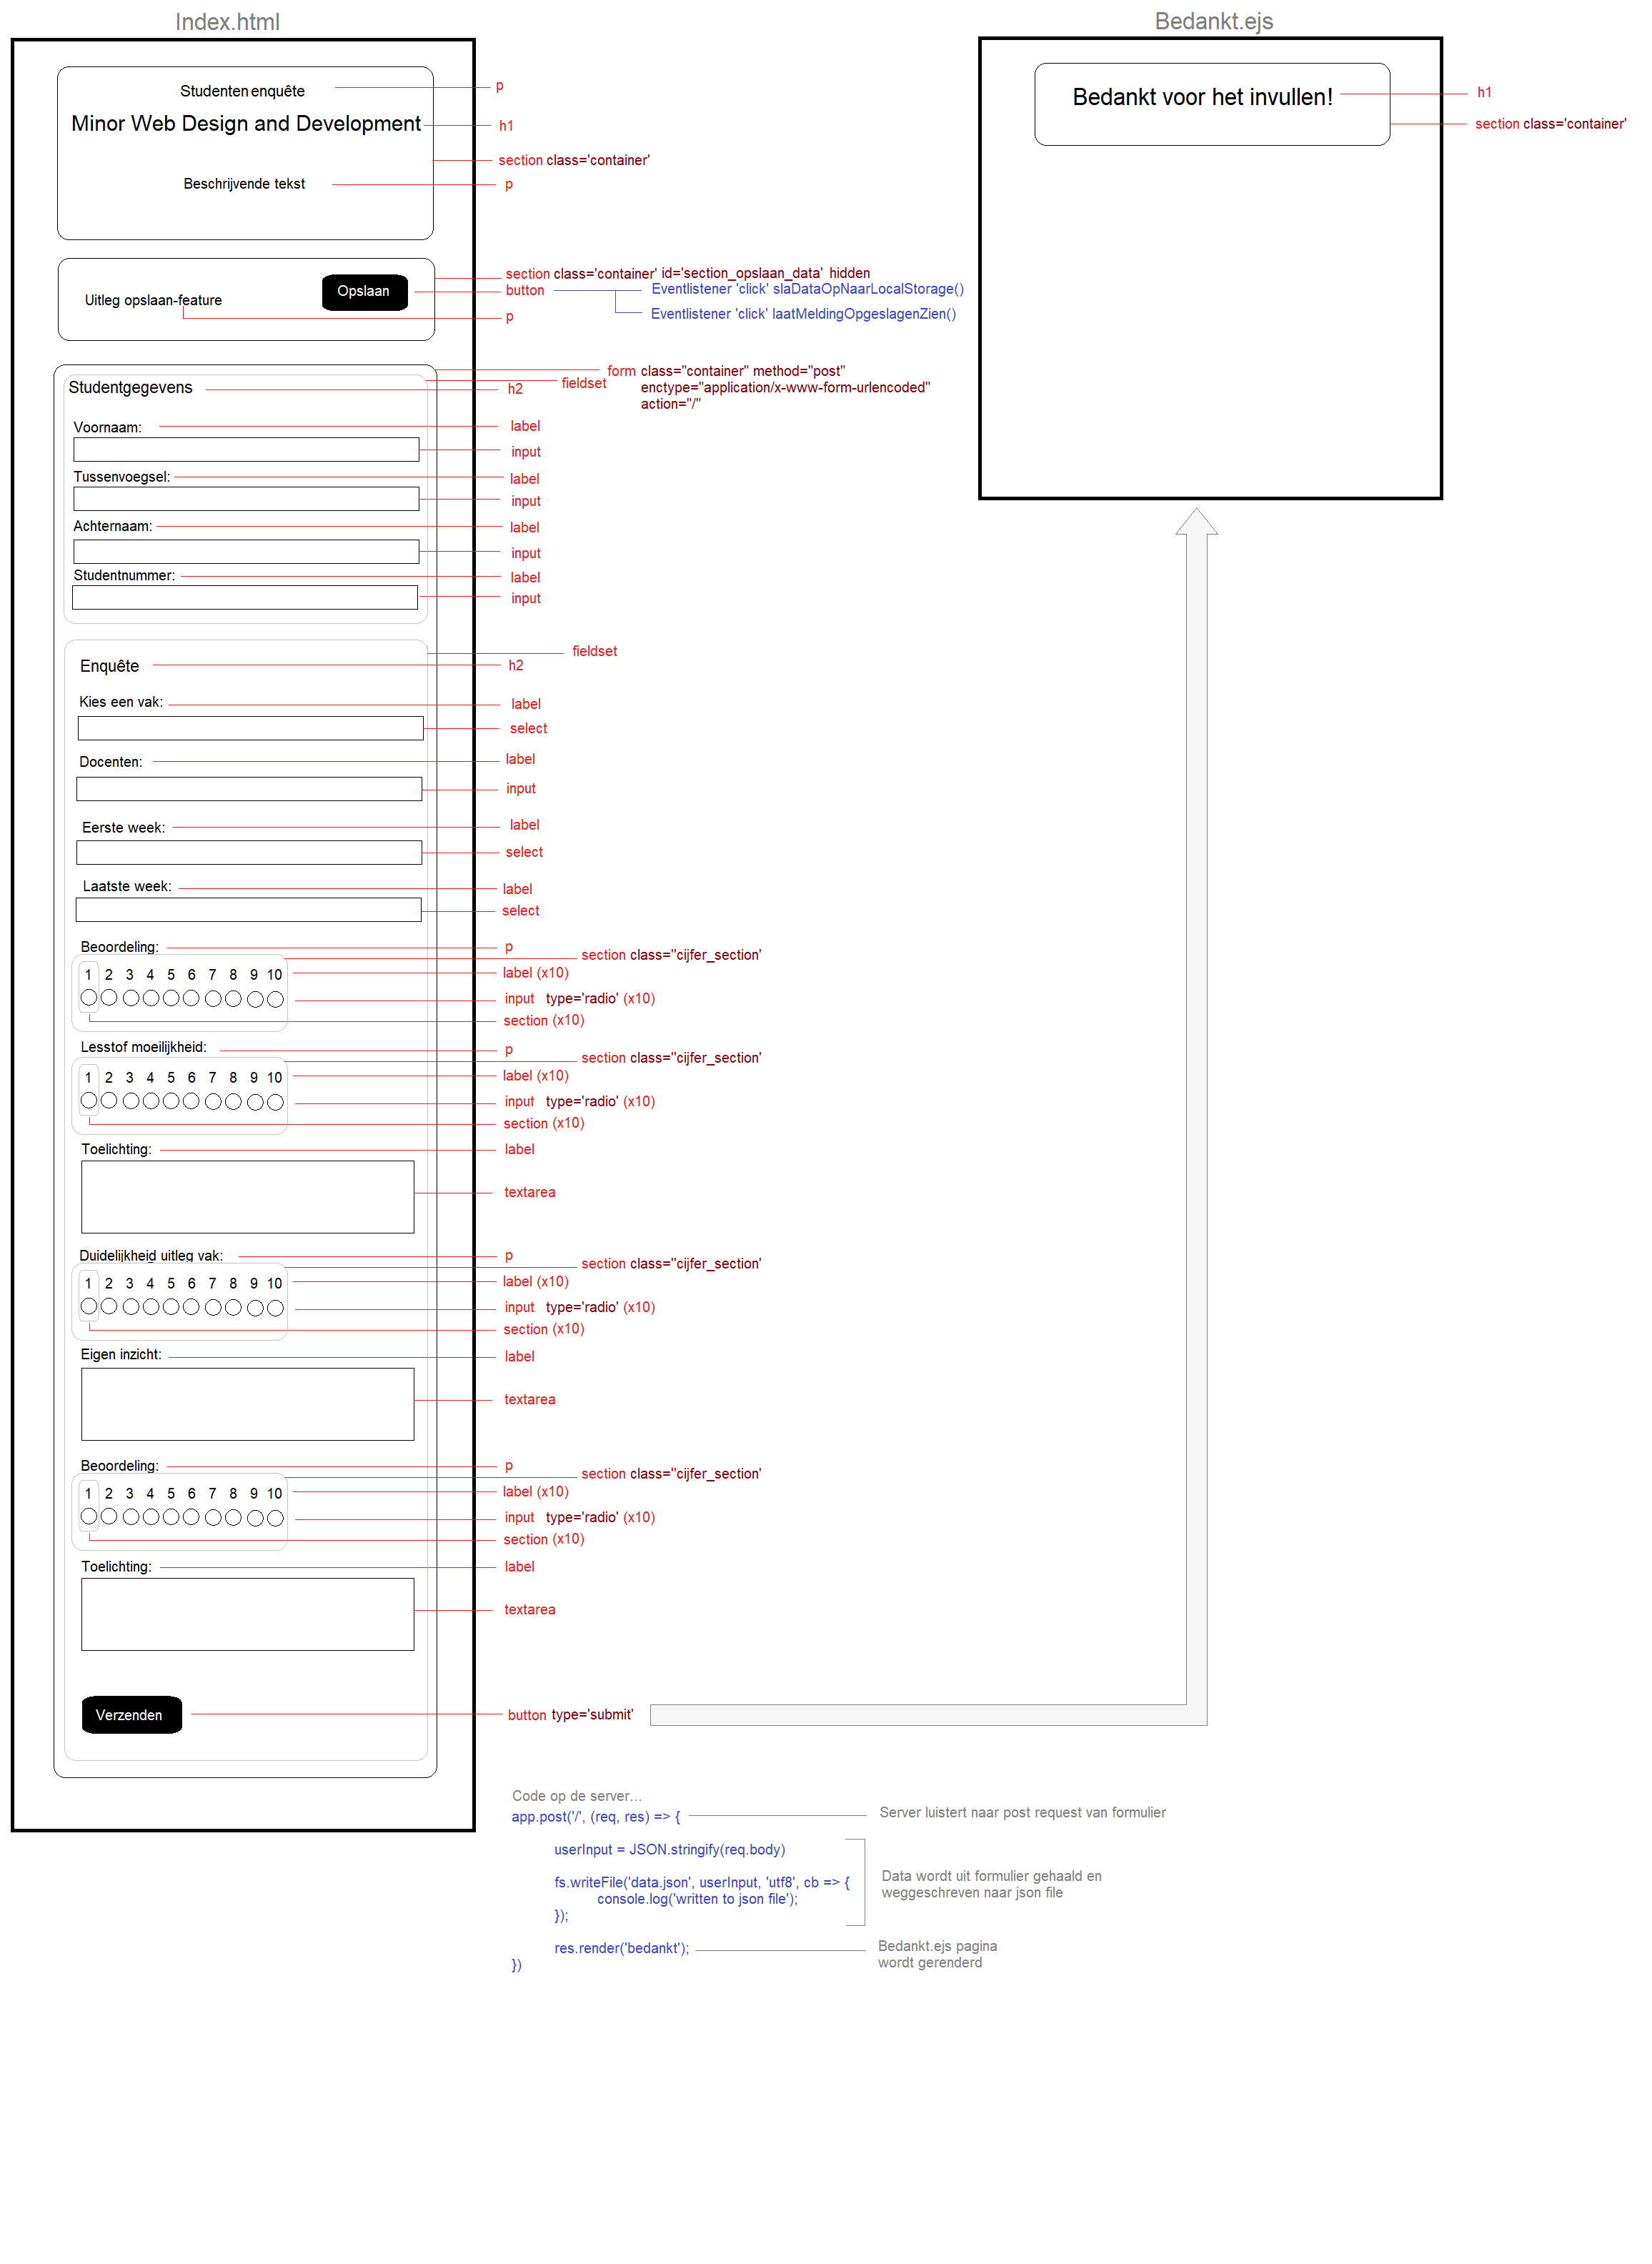 Index.html
Studenten enquête
p
Minor Web Design and Development
h1
section class='container'
Beschrijvende tekst
p
section class='container' id='section_opslaan_data' hidden
Opslaan
button
Eventlistener 'click' slaDataOpNaarLocalStorage()
Uitleg opslaan-feature
Eventlistener 'click' laatMeldingOpgeslagenZien()
p
form class="container" method="post"
enctype="application/x-www-form-urlencoded"
action="/"
fieldset
Studentgegevens
h2
Voornaam:
label
input
Tussenvoegsel:
label
input
Achternaam:
label
input
Studentnummer:
label
input
fieldset
Enquête
h2
Kies een vak:
label
select
Docenten:
label
input
Eerste week:
label
select
Laatste week:
label
select
Beoordeling:
p
section class="cijfer_section'
1 2 3 4 5 6 7 8 9 10
label (x10)
input type='radio' (x10)
section (x10)
Lesstof moeilijkheid:
p
section class="cijfer_section'
1 2 3 4 5 6 7 8 9 10
label (x10)
input type='radio' (x10)
section (x10)
Toelichting:
label
textarea
Duidelijkheid uitleg vak:
p
section class="cijfer_section'
1 2 3 4 5 6 7 8 9 10
label (x10)
input type='radio' (x10)
section (x10)
Eigen inzicht:
label
textarea
Beoordeling:
p
section class="cijfer_section'
1 2 3 4 5 6 7 8 9 10
label (x10)
input type='radio' (x10)
section (x10)
Toelichting:
label
textarea
Verzenden
button type='submit'
Bedankt.ejs
Bedankt voor het invullen!
h1
section class='container'
Code op de server...
app.post('/', (req, res) => {
Server luistert naar post request van formulier
userInput = JSON.stringify(req.body)
fs.writeFile('data.json', userInput, 'utf8', cb => {
console.log('written to json file');
});
Data wordt uit formulier gehaald en
weggeschreven naar json file
res.render('bedankt');
Bedankt.ejs pagina
wordt gerenderd
})